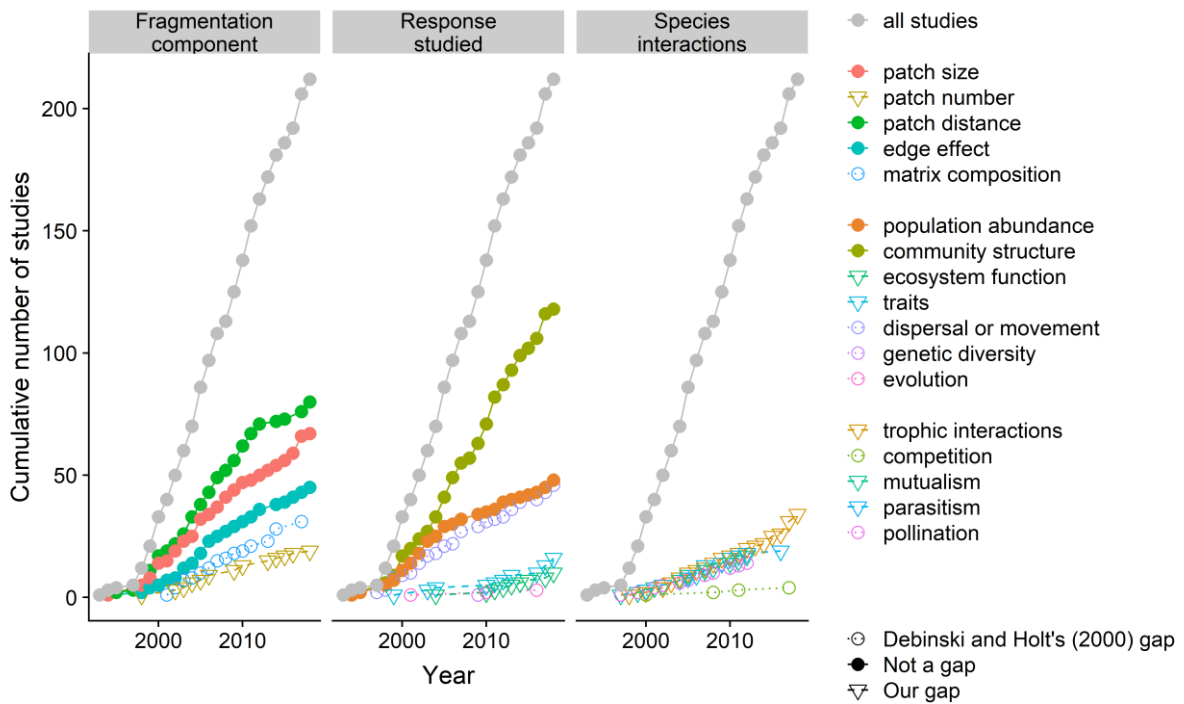 Fragmentation
component
Response
studied
Species
interactions
Cumulative number of studies
200
150
100
50
0
2000 2010
2000 2010
2000 2010
Year
all studies
patch size
patch number
patch distance
edge effect
matrix composition
population abundance
community structure
ecosystem function
traits
dispersal or movement
genetic diversity
evolution
trophic interactions
competition
mutualism
parasitism
pollination
Debinski and Holt's (2000) gap
Not a gap
Our gap